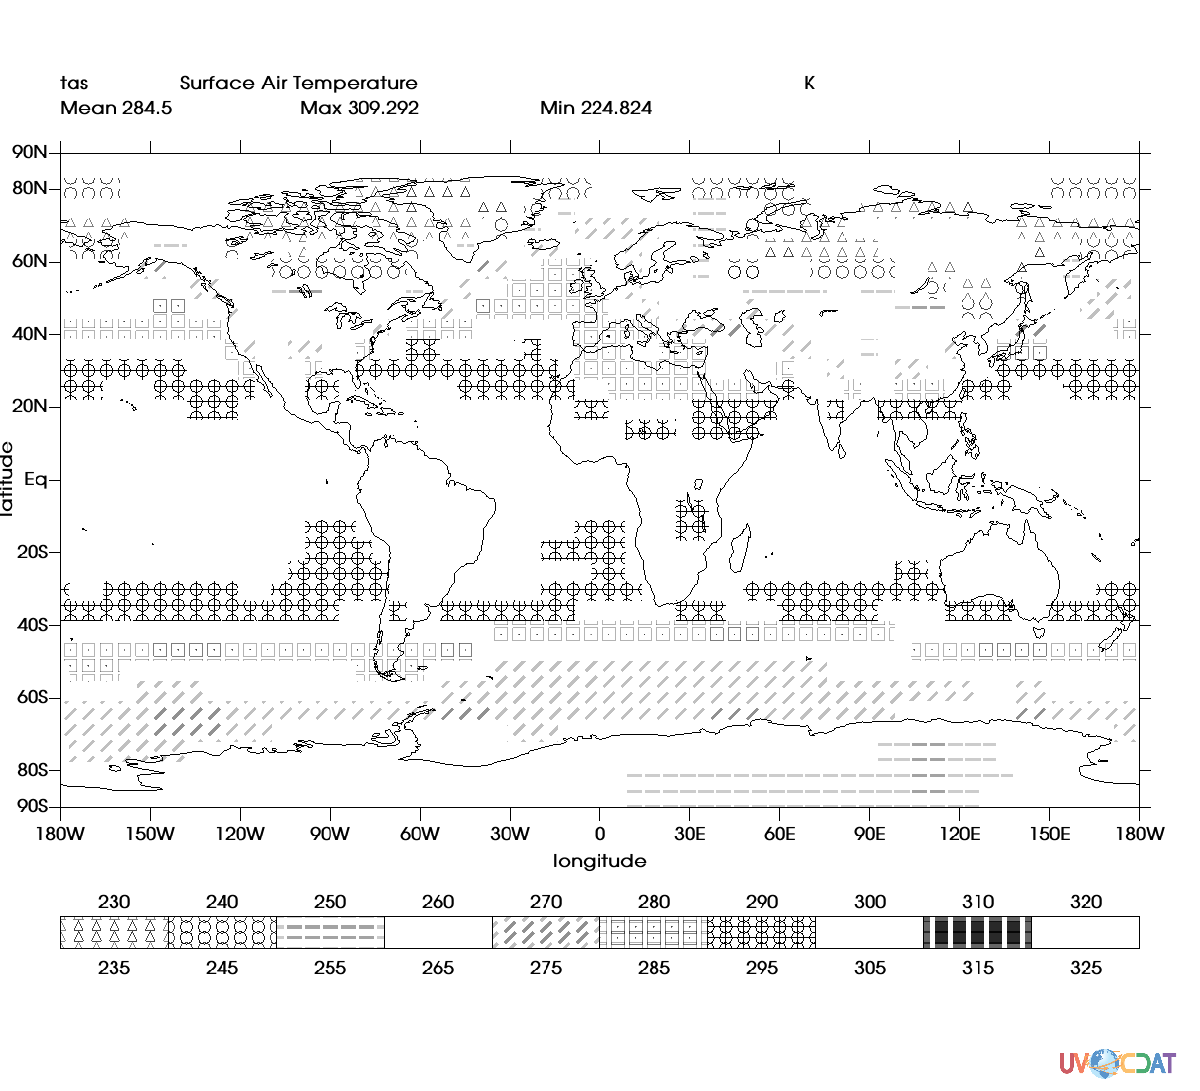 tas Surface Air Temperature K
Mean 284.5 Max 309.292 Min 224.824
90N
80N
60N
40N
20N
Eq
20S
40S
60S
80S
90S
latitude
180W 150W 120W 90W 60W 30W 0 30E 60E 90E 120E 150E 180W
longitude
230 240 250 260 270 280 290 300 310 320
235 245 255 265 275 285 295 305 315 325
UV CDAT